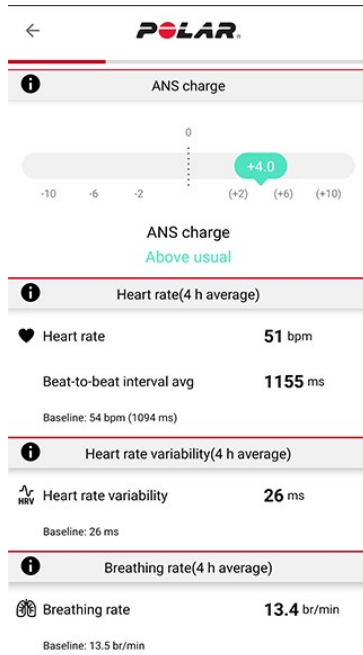 POLAR.
ANS charge
0
+4.0
-10 -6 -2 (+2) (+6) (+10)
ANS charge
Above usual
Heart rate(4 h average)
Heart rate 51 bpm
Beat-to-beat interval avg 1155 ms
Baseline: 54 bpm (1094 ms)
Heart rate variability(4 h average)
HRV Heart rate variability 26 ms
Baseline: 26 ms
Breathing rate(4 h average)
Breathing rate 13.4 br/min
Baseline: 13.5 br/min